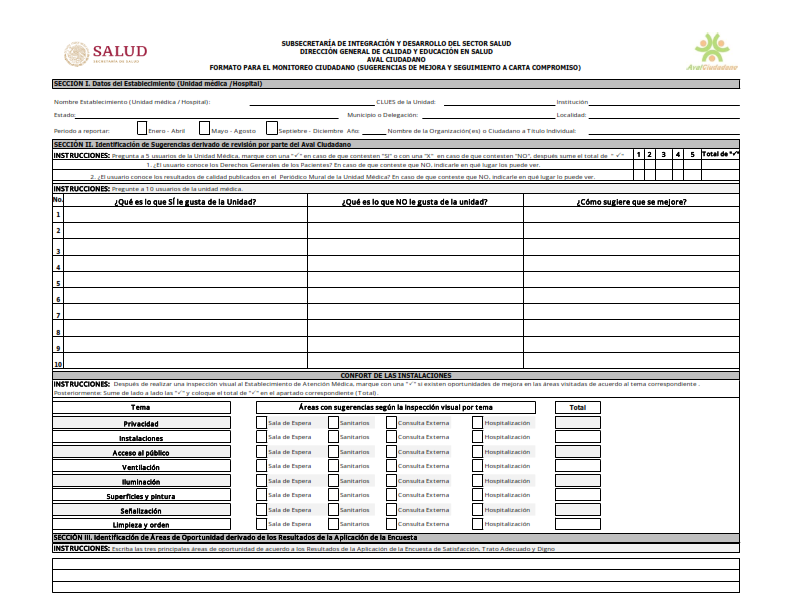 SALUD
SECRETARÍA DE SALUD
SUBSECRETARÍA DE INTEGRACIÓN Y DESARROLLO DEL SECTOR SALUD
DIRECCIÓN GENERAL DE CALIDAD Y EDUCACIÓN EN SALUD
AVAL CIUDADANO
FORMATO PARA EL MONITOREO CIUDADANO (SUGERENCIAS DE MEJORA Y SEGUIMIENTO A CARTA COMPROMISO)
AvalCiudadano
SECCIÓN I. Datos del Establecimiento (Unidad médica /Hospital)
Nombre Establecimiento (Unidad médica / Hospital): CLUES de la Unidad: Institución
Estado Municipio o Delegación: Localidad:
Periodo a reportar: Enero - Abril Mayo - Agosto Septiembre - Diciembre Año: Nombre de la Organización(es) o Ciudadano a Título Individual:
SECCIÓN II. Identificación de Sugerencias derivado de revisión por parte del Aval Ciudadano
INSTRUCCIONES: Pregunta a 5 usuarios de la Unidad Médica, marque con una "✓" en caso de que contesten "SI" o con una "X" en caso de que contesten "NO", después sume el total de "✓" 1 2 3 4 5 Total de "✓"
1. ¿El usuario conoce los Derechos Generales de los Pacientes? En caso de que conteste que NO, indicarle en qué lugar los puede ver.
2. ¿El usuario conoce los resultados de calidad publicados en el Periódico Mural de la Unidad Médica? En caso de que conteste que NO, indicarle en qué lugar los puede ver.
INSTRUCCIONES: Pregunte a 10 usuarios de la unidad médica.
No. ¿Qué es lo que SÍ le gusta de la Unidad? ¿Qué es lo que NO le gusta de la unidad? ¿Cómo sugiere que se mejore?
1
2
3
4
5
6
7
8
9
10
CONFORT DE LAS INSTALACIONES
INSTRUCCIONES: Después de realizar una inspección visual al Establecimiento de Atención Médica, marque con una "✓" si existen oportunidades de mejora en las áreas visitadas de acuerdo al tema correspondiente .
Posteriormente: Sume de lado a lado las "✓" y coloque el total de "✓" en el apartado correspondiente (Total) .
Tema Áreas con sugerencias según la inspección visual por tema Total
Privacidad Sala de Espera Sanitarios Consulta Externa Hospitalización
Instalaciones Sala de Espera Sanitarios Consulta Externa Hospitalización
Acceso al público Sala de Espera Sanitarios Consulta Externa Hospitalización
Ventilación Sala de Espera Sanitarios Consulta Externa Hospitalización
Iluminación Sala de Espera Sanitarios Consulta Externa Hospitalización
Superficies y pintura Sala de Espera Sanitarios Consulta Externa Hospitalización
Señalización Sala de Espera Sanitarios Consulta Externa Hospitalización
Limpieza y orden Sala de Espera Sanitarios Consulta Externa Hospitalización
SECCIÓN III. Identificación de Áreas de Oportunidad derivado de los Resultados de la Aplicación de la Encuesta
INSTRUCCIONES: Escriba las tres principales áreas de oportunidad de acuerdo a los Resultados de la Aplicación de la Encuesta de Satisfacción, Trato Adecuado y Digno